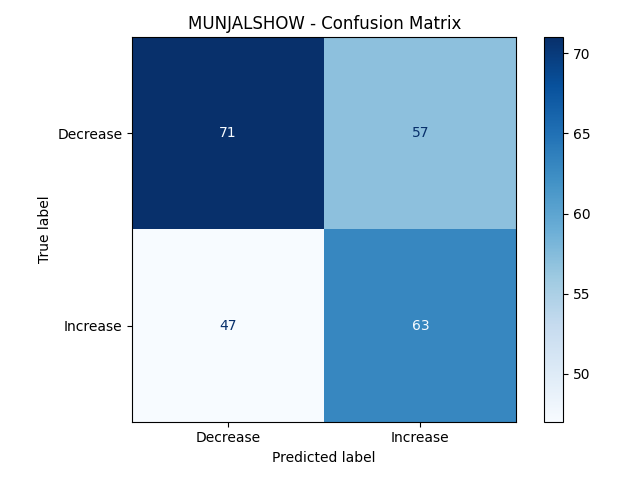 MUNJALSHOW - Confusion Matrix
Decrease
71
57
Increase
47
63
Decrease
Increase
Predicted label
True label
70
65
60
55
50